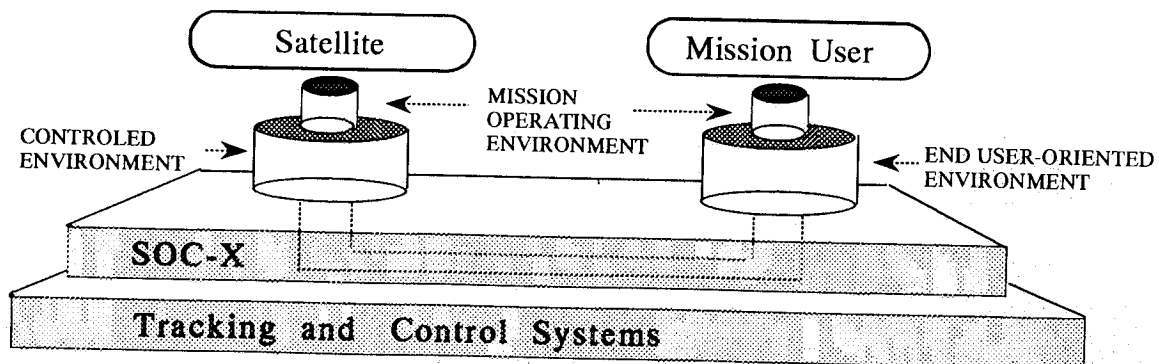 Satellite
Mission User
MISSION
OPERATING
ENVIRONMENT
CONTROLED
ENVIRONMENT
END USER-ORIENTED
ENVIRONMENT
SOC-X
Tracking and Control Systems